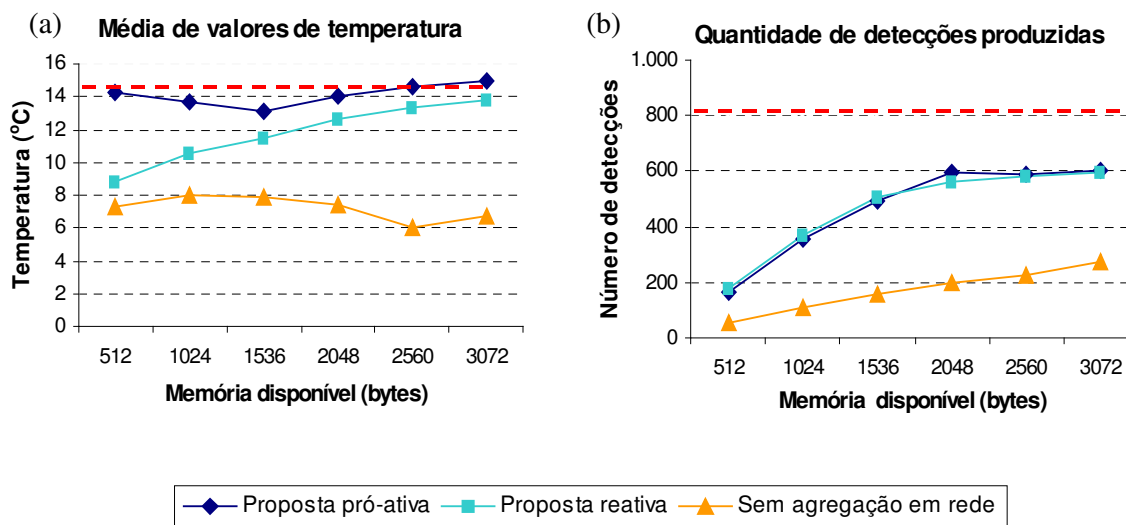 (a)
Média de valores de temperatura
16
14
12
10
8
6
4
2
0
Temperatura (°C)
512 1024 1536 2048 2560 3072
Memória disponível (bytes)
(b)
Quantidade de detecções produzidas
1.000
800
600
400
200
0
Número de detecções
512 1024 1536 2048 2560 3072
Memória disponível (bytes)
Proposta pró-ativa Proposta reativa Sem agregação em rede